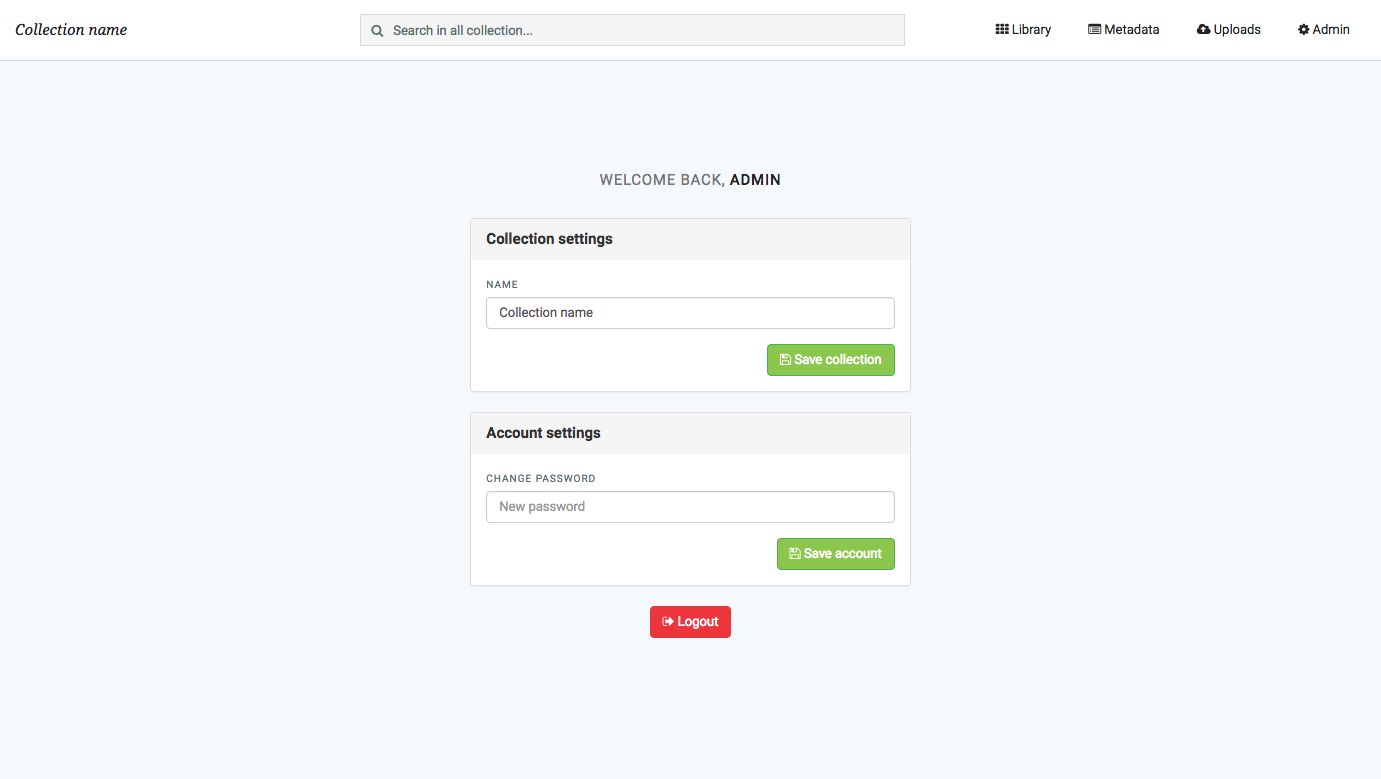 Collection name
Search in all collection...
Library
Metadata
Uploads
Admin
WELCOME BACK, ADMIN
Collection settings
NAME
Collection name
Save collection
Account settings
CHANGE PASSWORD
New password
Save account
Logout